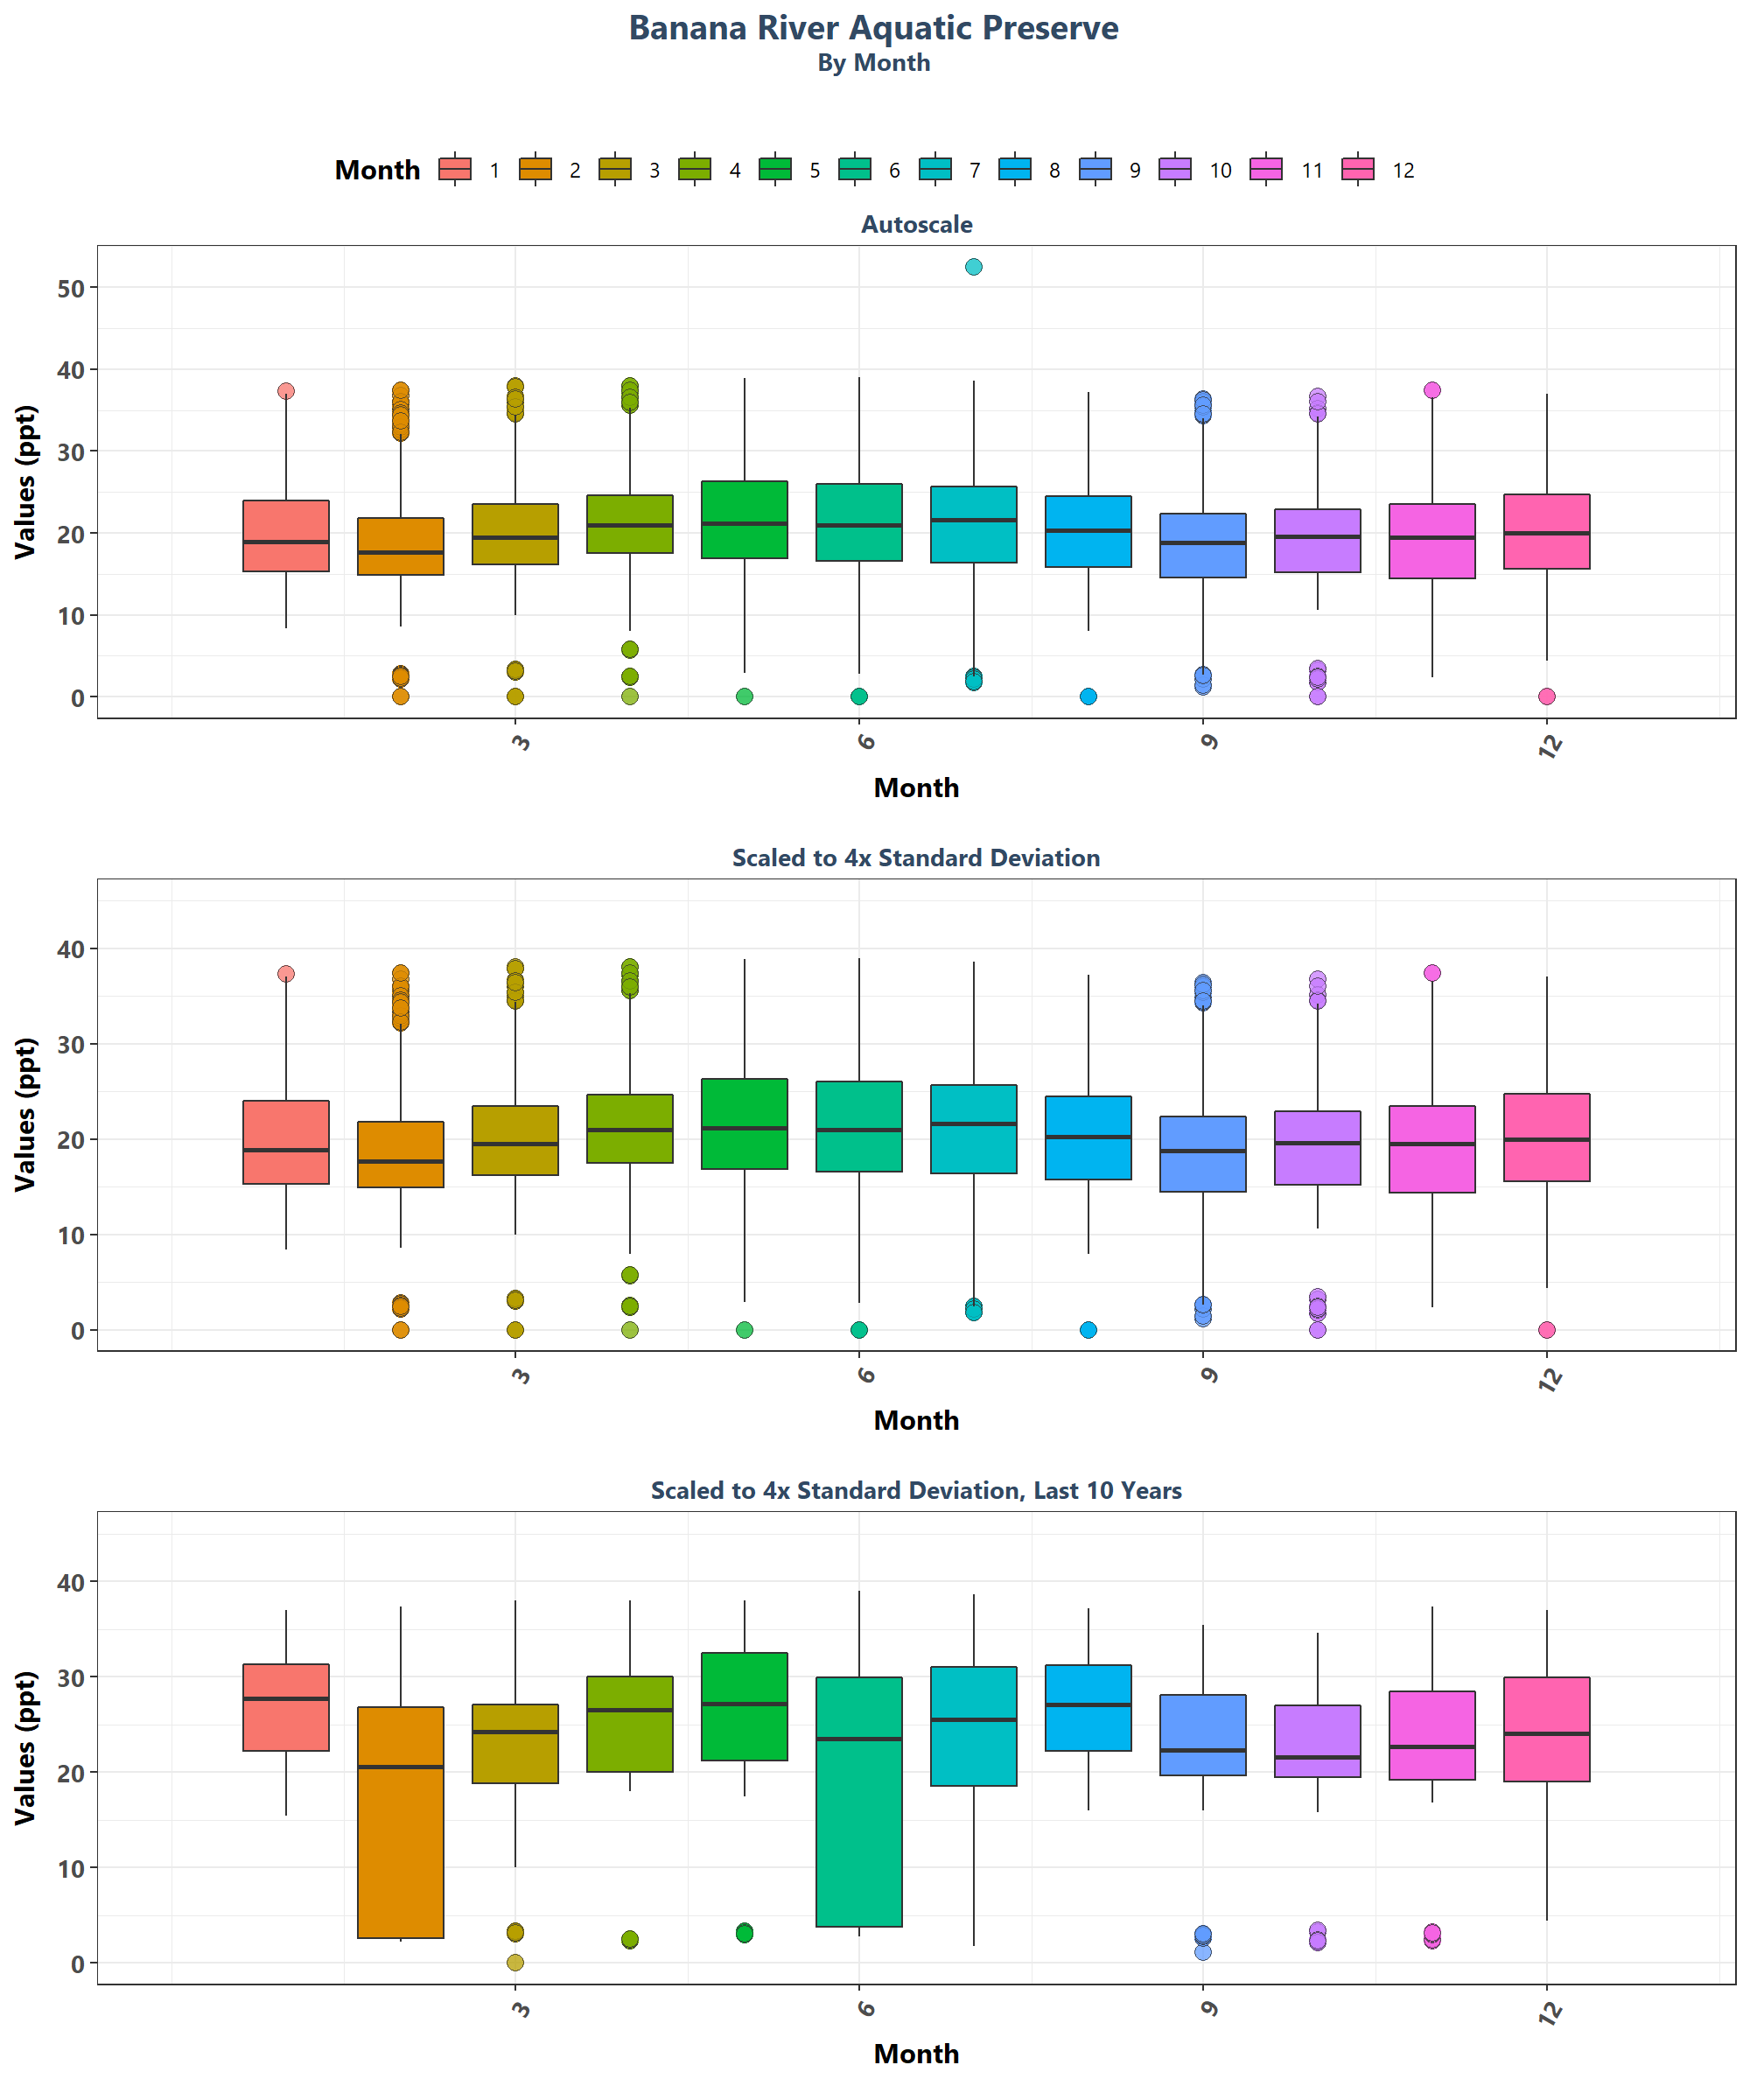 Banana River Aquatic Preserve
By Month
Month 1 2 3 4 5 6 7 8 9 10 11 12
Autoscale
Values (ppt)
50
40
30
20
10
0
3 6 9 12
Month
Scaled to 4x Standard Deviation
Values (ppt)
40
30
20
10
0
3 6 9 12
Month
Scaled to 4x Standard Deviation, Last 10 Years
Values (ppt)
40
30
20
10
0
3 6 9 12
Month